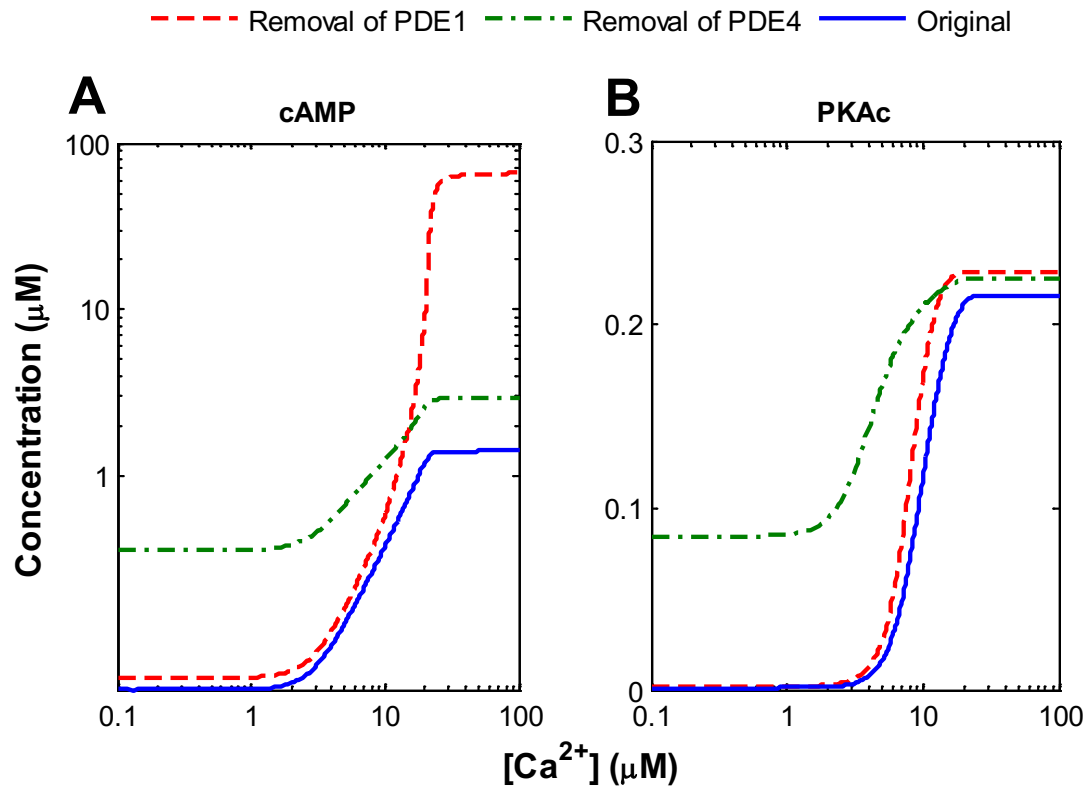 Removal of PDE1 Removal of PDE4 Original
A B
cAMP PKAc
100 0.3
10 0.2
1 0.1
0
0.1 1 10 100 0.1 1 10 100
Concentration (μM)
[Ca²⁺] (μM)